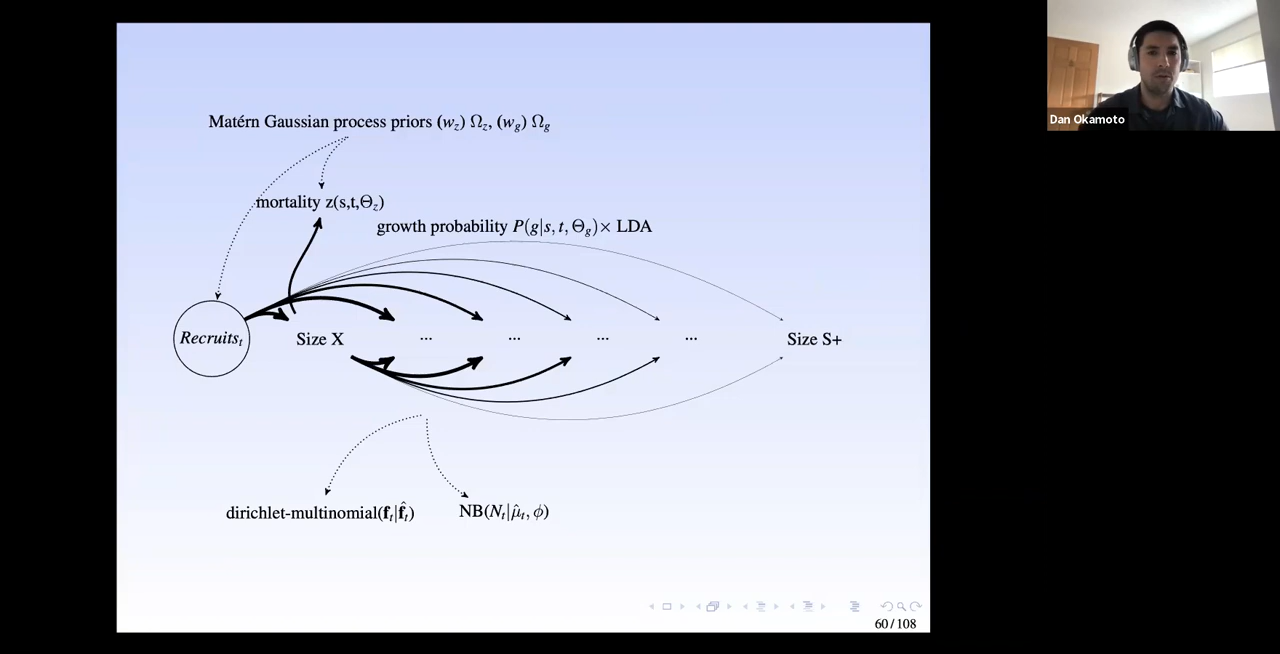 Matérn Gaussian process priors (w_z) Ω_z, (w_g) Ω_g
mortality z(s,t,Θ_z)
growth probability P(g|s, t, Θ_g)× LDA
Recruits_t
Size X
...
...
...
...
Size S+
dirichlet-multinomial(f_t|f̂_t)
NB(N_t|μ̂_t, ϕ)
60 / 108
Dan Okamoto